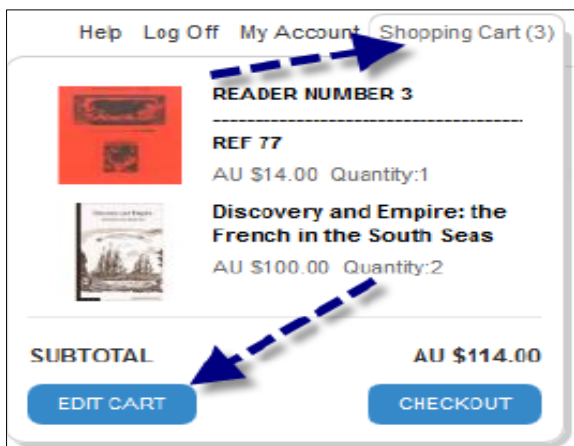 Help Log Off My Account Shopping Cart (3)
READER NUMBER 3
----------------------------------------
REF 77
AU $14.00 Quantity:1
Discovery and Empire: the
French in the South Seas
AU $100.00 Quantity:2
SUBTOTAL AU $114.00
EDIT CART CHECKOUT